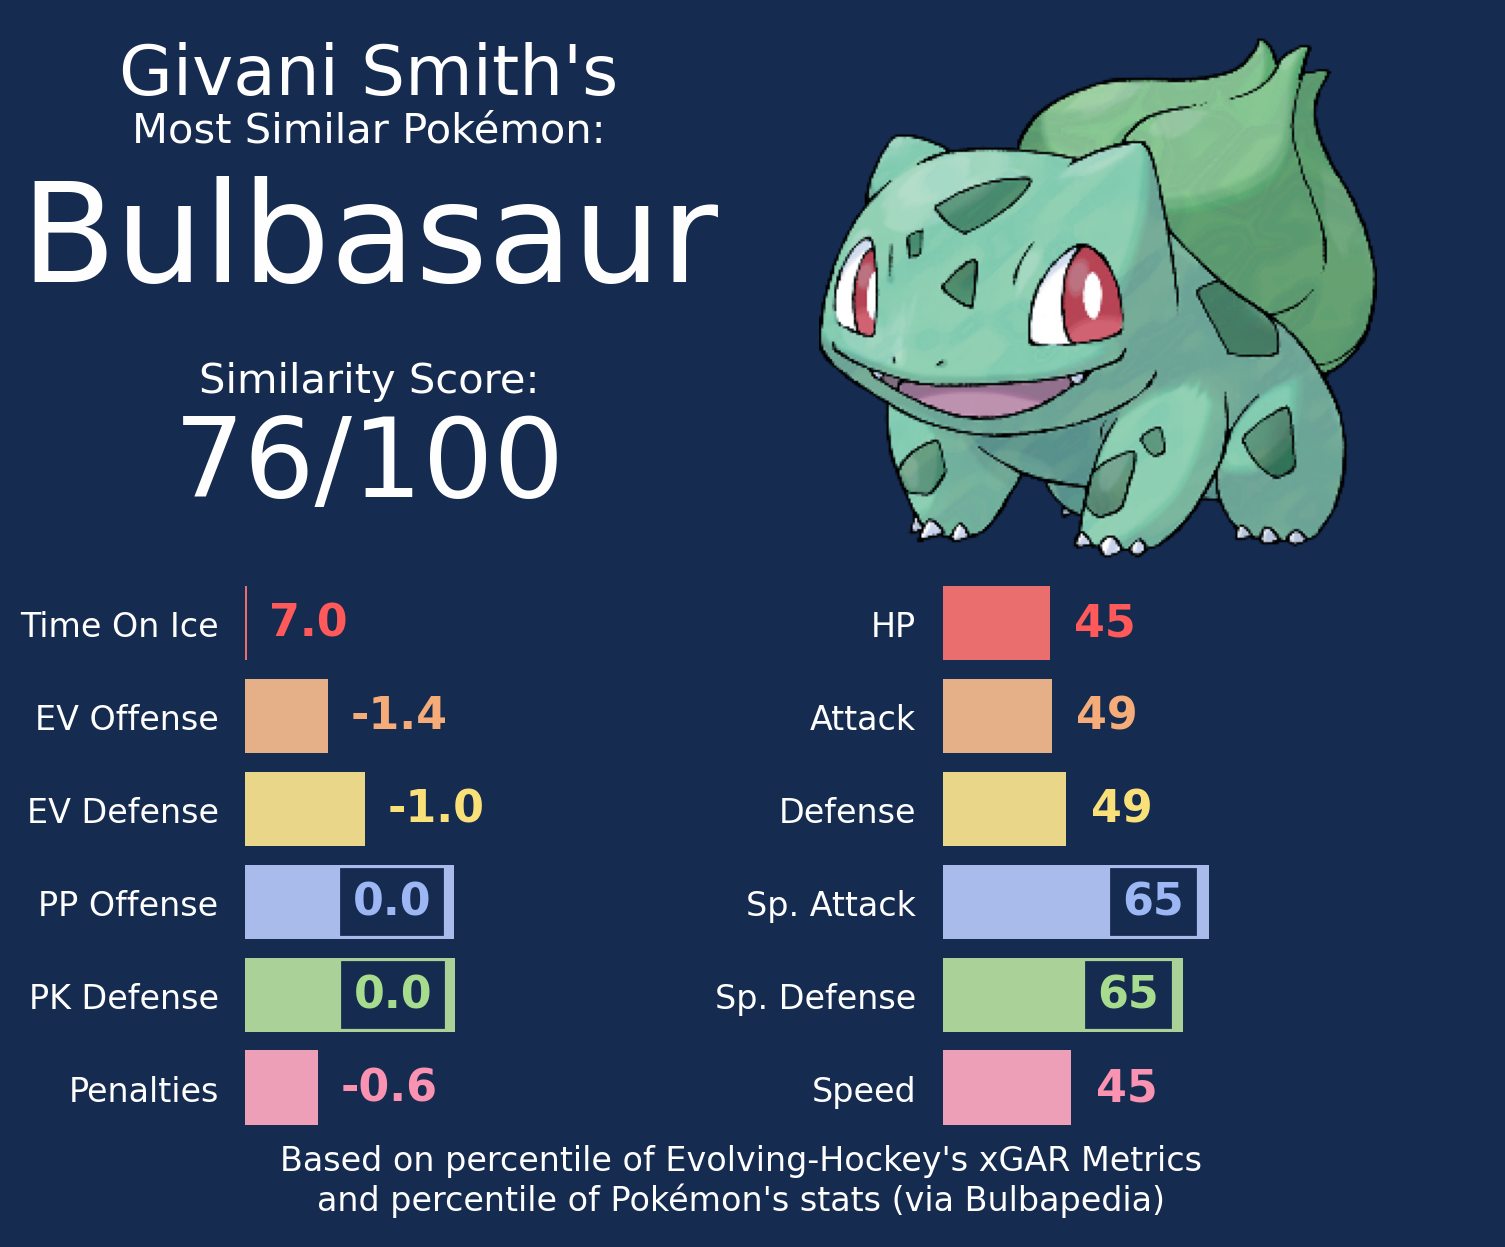 Givani Smith's
Most Similar Pokémon:
Bulbasaur
Similarity Score:
76/100
Time On Ice 7.0
EV Offense -1.4
EV Defense -1.0
PP Offense 0.0
PK Defense 0.0
Penalties -0.6
HP 45
Attack 49
Defense 49
Sp. Attack 65
Sp. Defense 65
Speed 45
Based on percentile of Evolving-Hockey's xGAR Metrics
and percentile of Pokémon's stats (via Bulbapedia)